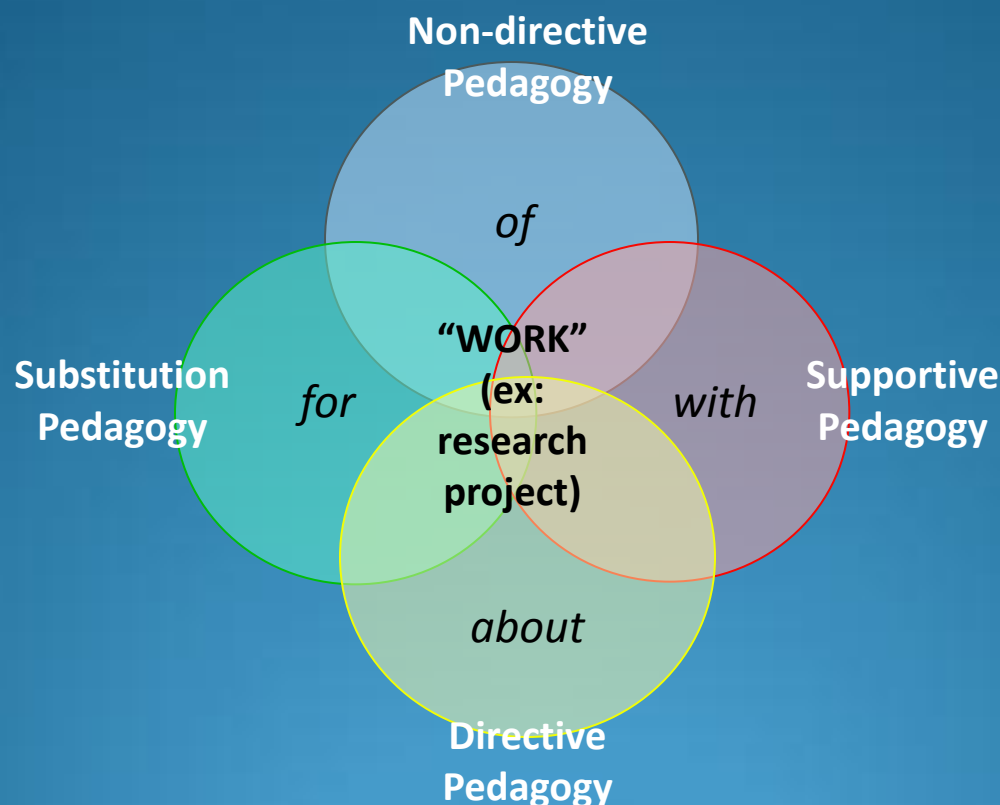 Non-directive
Pedagogy
of
“WORK”
(ex:
research
project)
Substitution
Pedagogy
for
with
Supportive
Pedagogy
about
Directive
Pedagogy